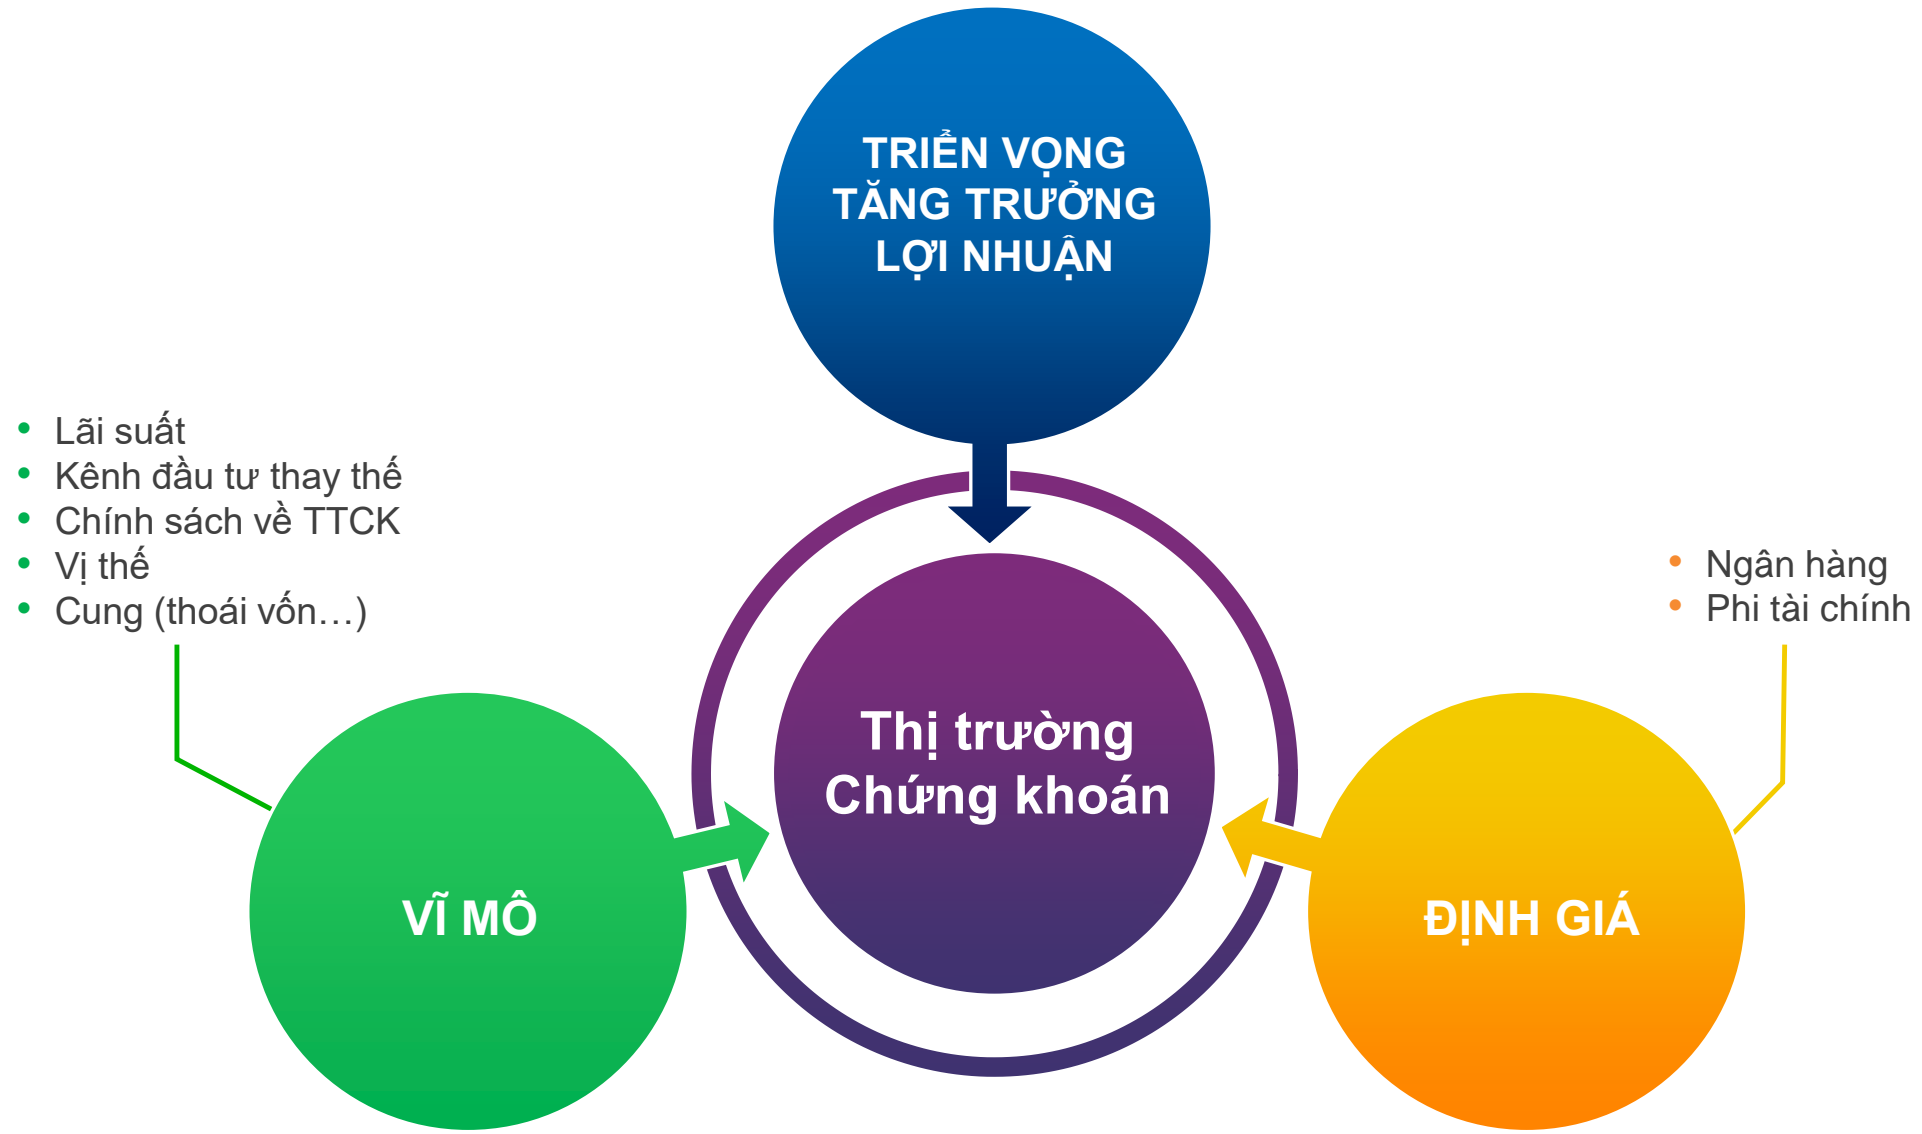 TRIỂN VỌNG
TĂNG TRƯỞNG
LỢI NHUẬN
• Lãi suất
• Kênh đầu tư thay thế
• Chính sách về TTCK
• Vị thế
• Cung (thoái vốn…)
• Ngân hàng
• Phi tài chính
Thị trường
Chứng khoán
VĨ MÔ
ĐỊNH GIÁ